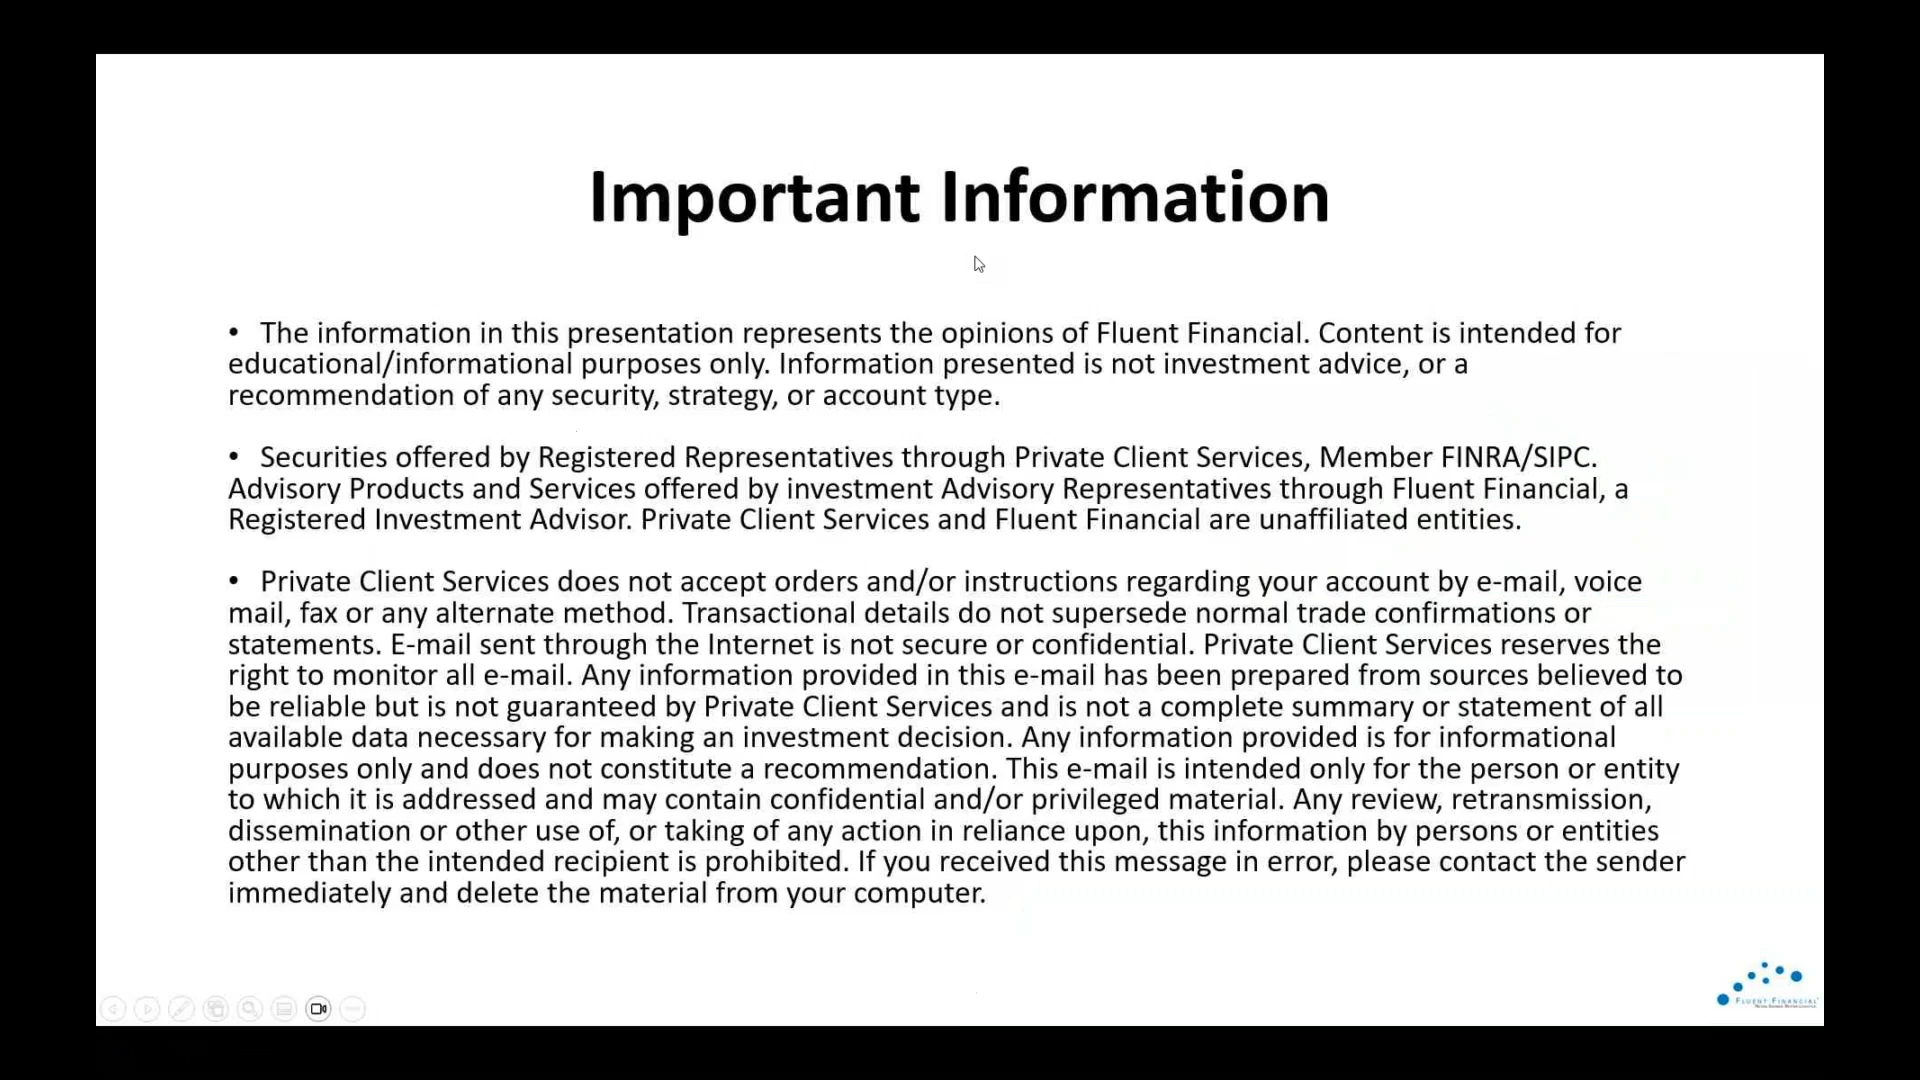 Important Information
• The information in this presentation represents the opinions of Fluent Financial. Content is intended for
educational/informational purposes only. Information presented is not investment advice, or a
recommendation of any security, strategy, or account type.
• Securities offered by Registered Representatives through Private Client Services, Member FINRA/SIPC.
Advisory Products and Services offered by investment Advisory Representatives through Fluent Financial, a
Registered Investment Advisor. Private Client Services and Fluent Financial are unaffiliated entities.
• Private Client Services does not accept orders and/or instructions regarding your account by e-mail, voice
mail, fax or any alternate method. Transactional details do not supersede normal trade confirmations or
statements. E-mail sent through the Internet is not secure or confidential. Private Client Services reserves the
right to monitor all e-mail. Any information provided in this e-mail has been prepared from sources believed to
be reliable but is not guaranteed by Private Client Services and is not a complete summary or statement of all
available data necessary for making an investment decision. Any information provided is for informational
purposes only and does not constitute a recommendation. This e-mail is intended only for the person or entity
to which it is addressed and may contain confidential and/or privileged material. Any review, retransmission,
dissemination or other use of, or taking of any action in reliance upon, this information by persons or entities
other than the intended recipient is prohibited. If you received this message in error, please contact the sender
immediately and delete the material from your computer.
FLUENT FINANCIAL